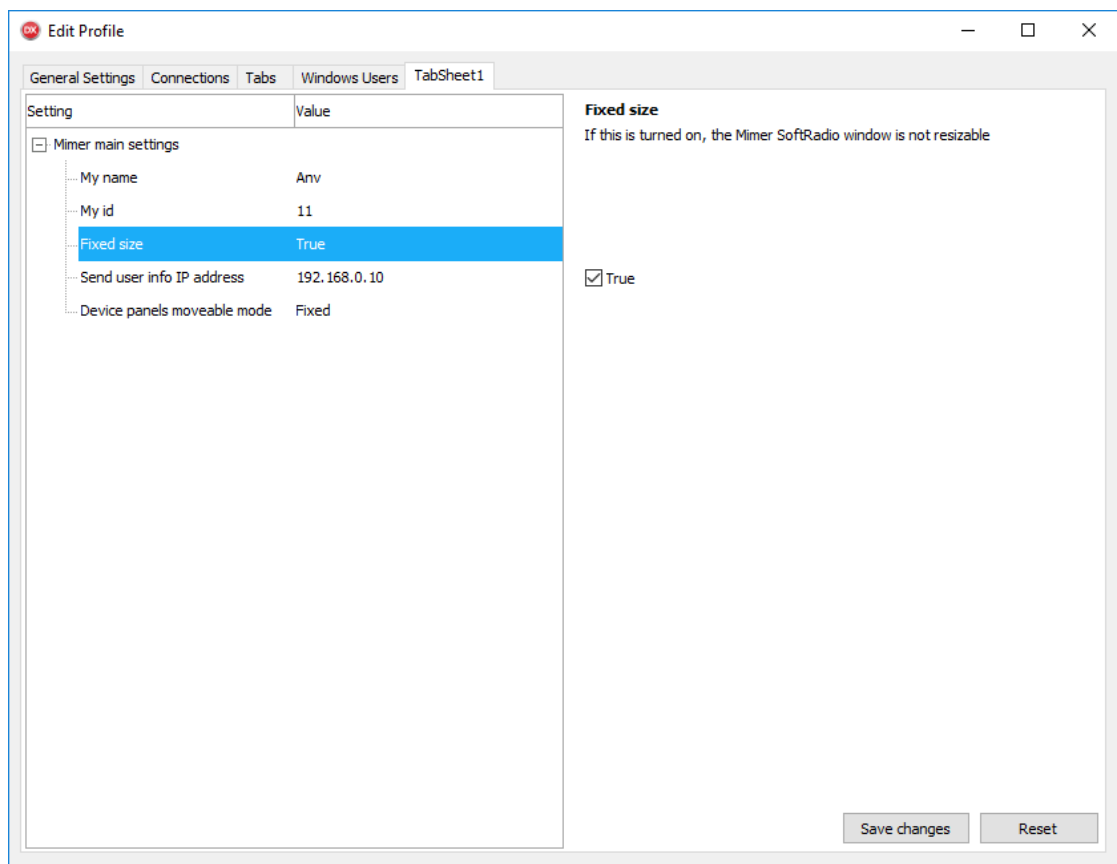 DX Edit Profile
General Settings Connections Tabs Windows Users TabSheet1
Setting Value
Mimer main settings
My name Anv
My id 11
Fixed size True
Send user info IP address 192.168.0.10
Device panels moveable mode Fixed
Fixed size
If this is turned on, the Mimer SoftRadio window is not resizable
True
Save changes Reset